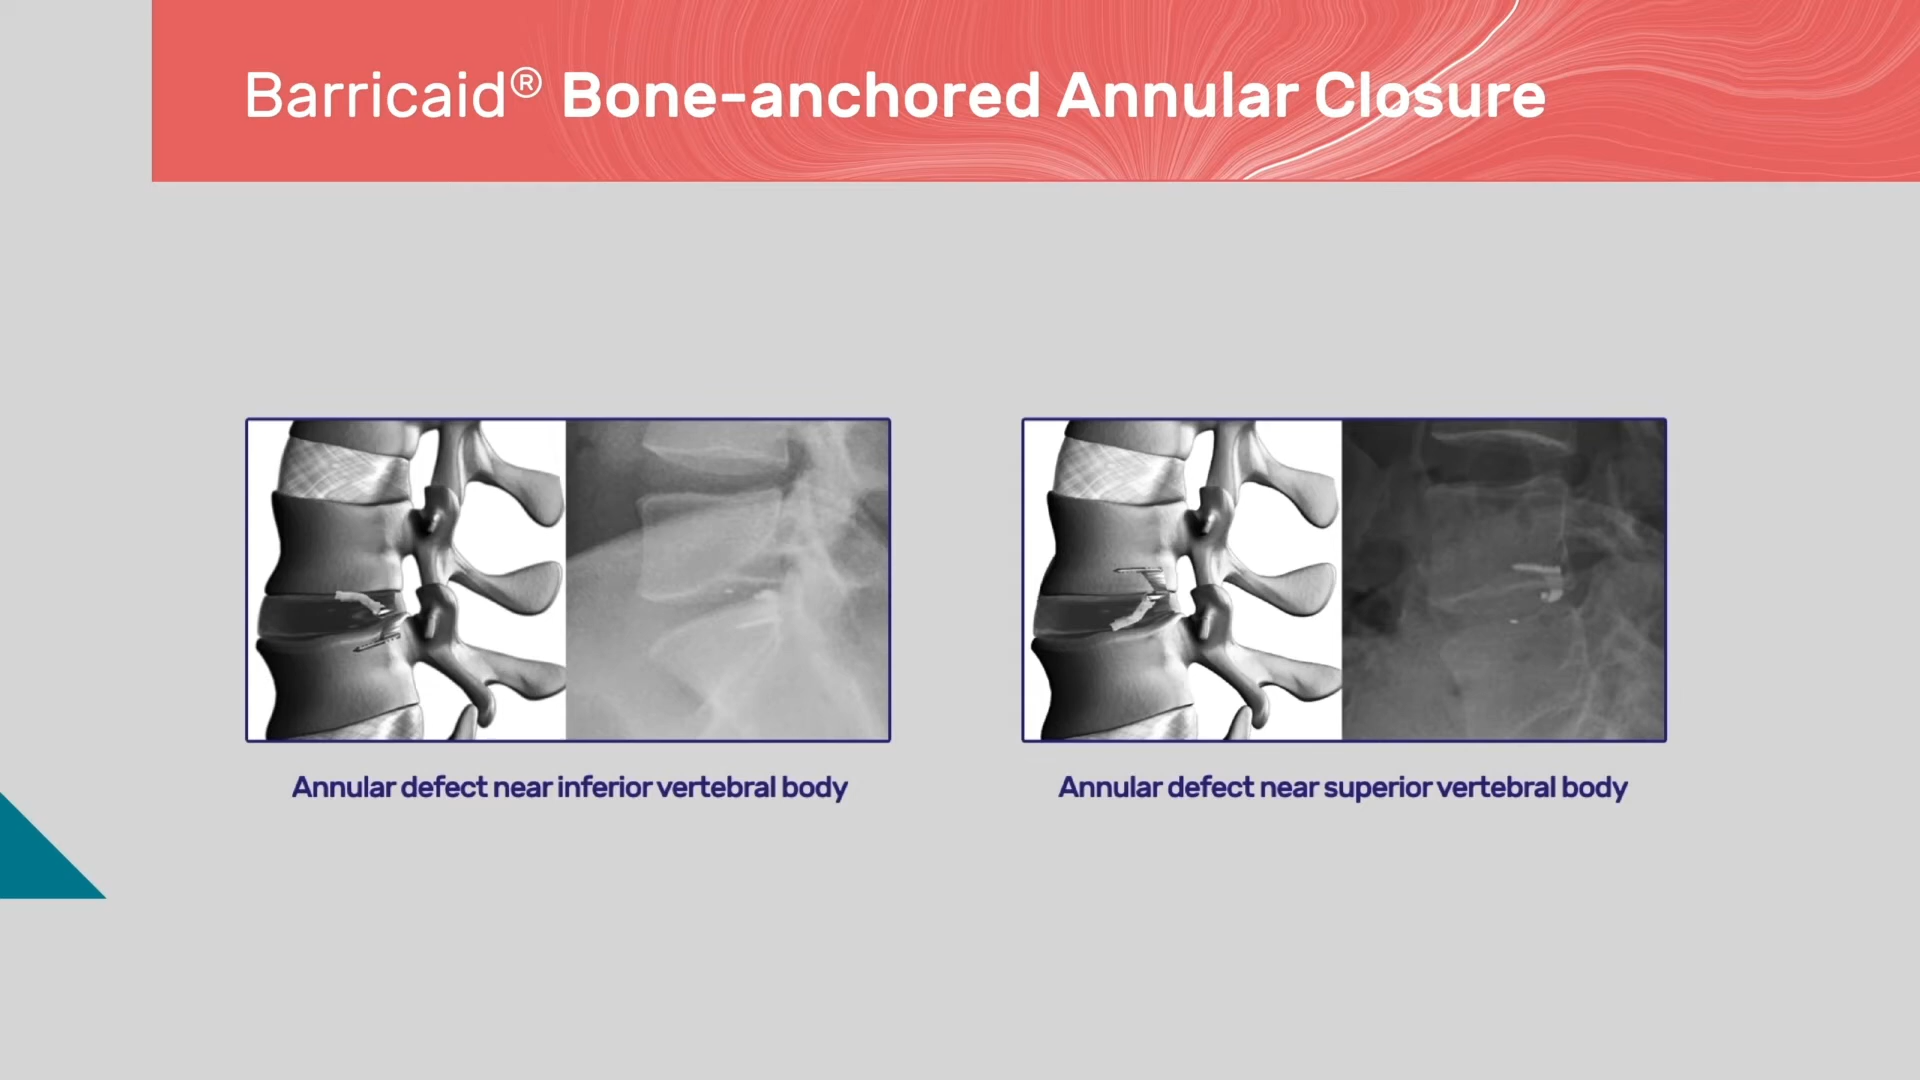 Barricaid® Bone-anchored Annular Closure
Annular defect near inferior vertebral body
Annular defect near superior vertebral body